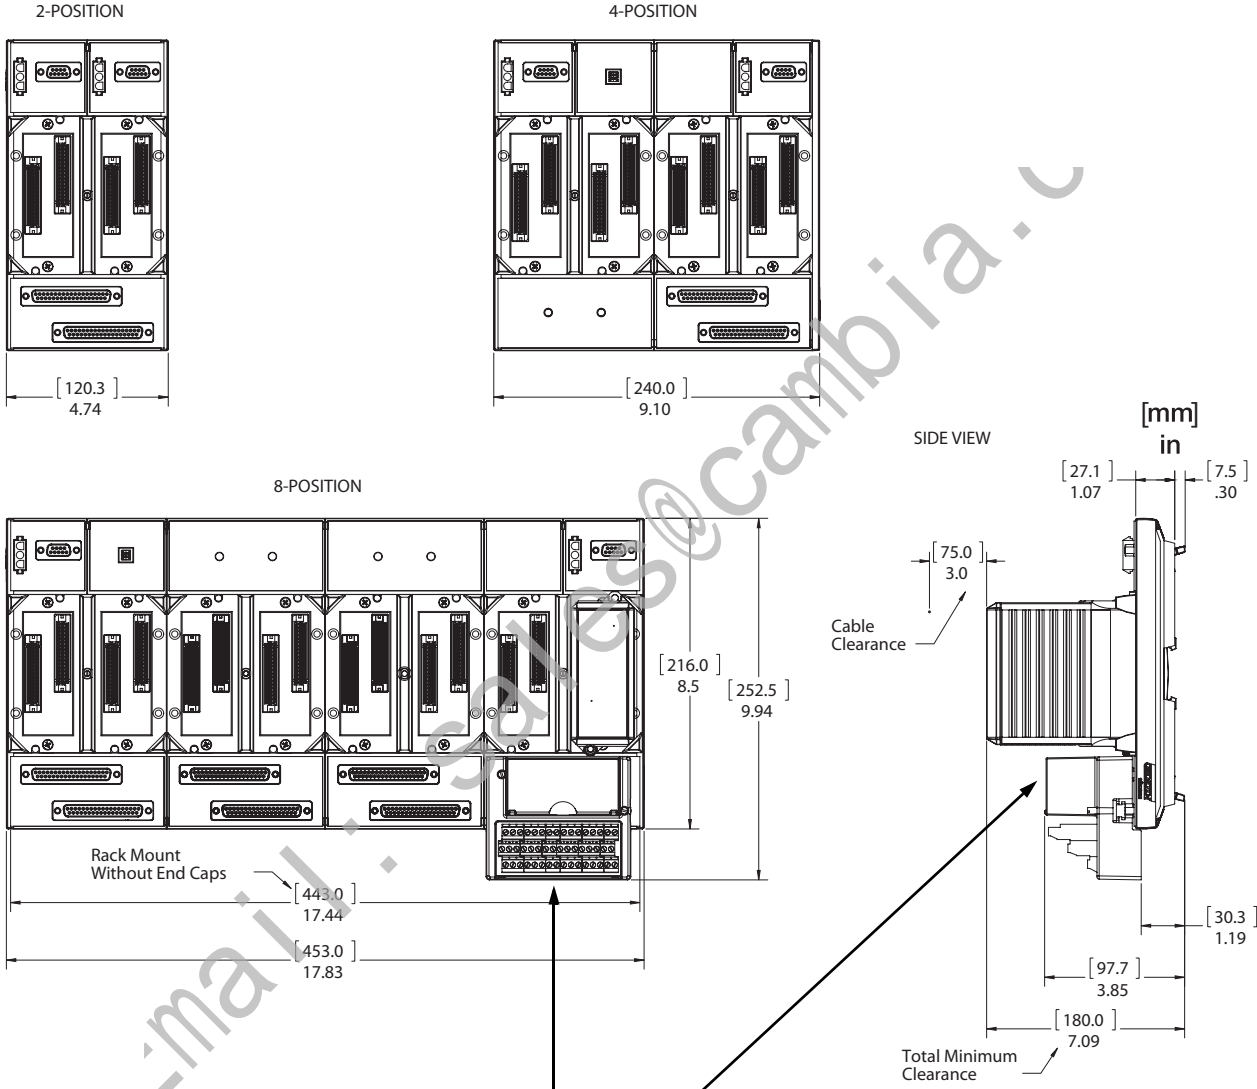 2-POSITION
4-POSITION
[120.3]
4.74
[240.0]
9.10
[mm]
in
SIDE VIEW
[27.1]
1.07
[7.5]
.30
8-POSITION
[75.0]
3.0
Cable
Clearance
[216.0]
8.5
[252.5]
9.94
Rack Mount
Without End Caps
[443.0]
17.44
[453.0]
17.83
[30.3]
1.19
[97.7]
3.85
[180.0]
7.09
Total Minimum
Clearance
mail: sales@cambia.c